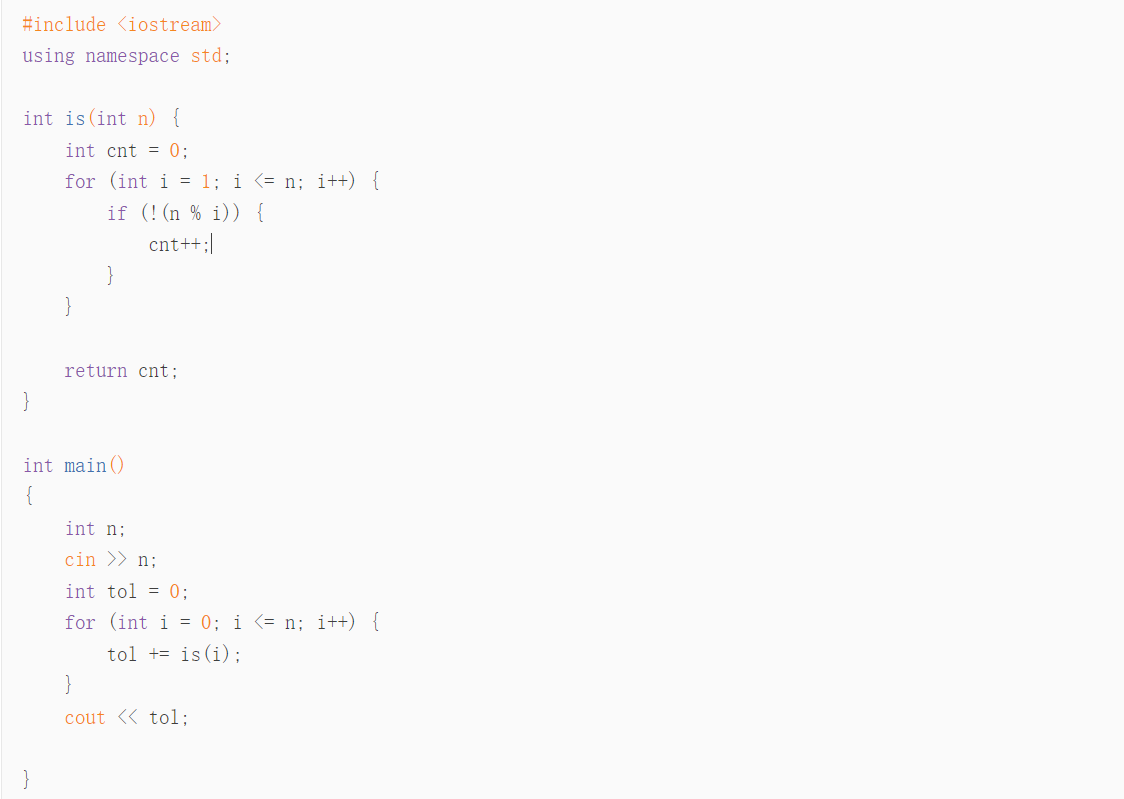 #include <iostream>
using namespace std;
int is(int n) {
int cnt = 0;
for (int i = 1; i <= n; i++) {
if (!(n % i)) {
cnt++;
}
}
return cnt;
}
int main()
{
int n;
cin >> n;
int tol = 0;
for (int i = 0; i <= n; i++) {
tol += is(i);
}
cout << tol;
}